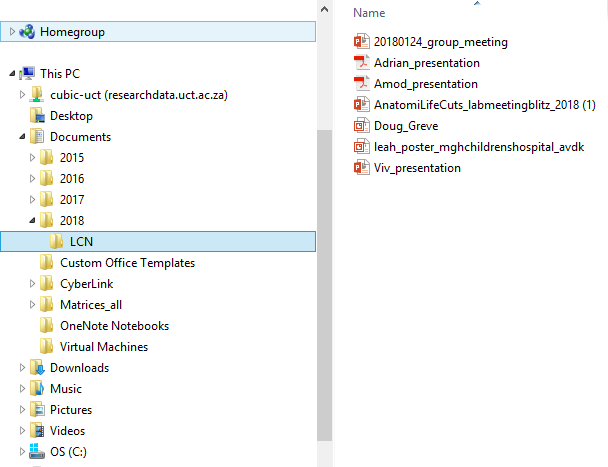 Homegroup
This PC
cubic-uct (researchdata.uct.ac.za)
Desktop
Documents
2015
2016
2017
2018
LCN
Custom Office Templates
CyberLink
Matrices_all
OneNote Notebooks
Virtual Machines
Downloads
Music
Pictures
Videos
OS (C:)
Name
20180124_group_meeting
Adrian_presentation
Amod_presentation
AnatomiLifeCuts_labmeetingblitz_2018 (1)
Doug_Greve
leah_poster_mghchildrenshospital_avdk
Viv_presentation